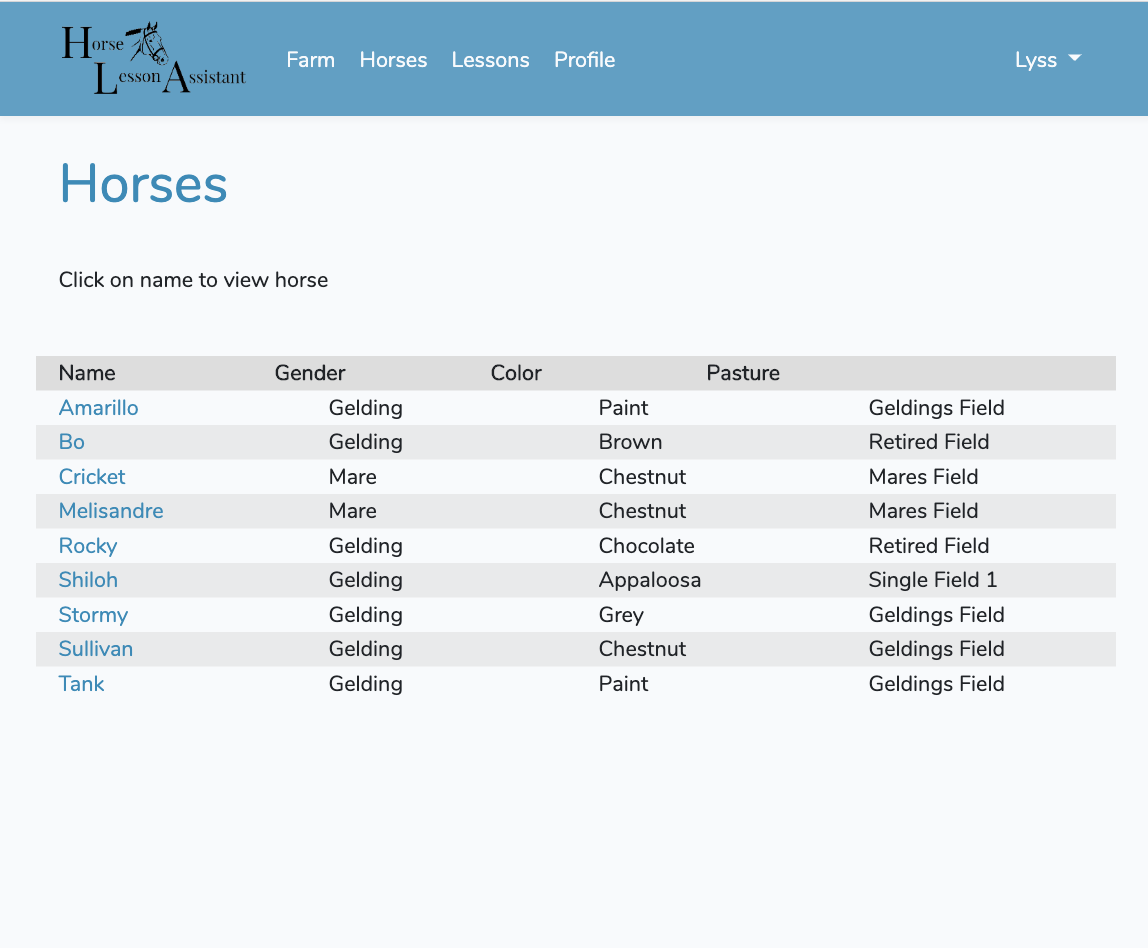 Horse
Lesson Assistant
Farm Horses Lessons Profile Lyss
Horses
Click on name to view horse
Name Gender Color Pasture
Amarillo Gelding Paint Geldings Field
Bo Gelding Brown Retired Field
Cricket Mare Chestnut Mares Field
Melisandre Mare Chestnut Mares Field
Rocky Gelding Chocolate Retired Field
Shiloh Gelding Appaloosa Single Field 1
Stormy Gelding Grey Geldings Field
Sullivan Gelding Chestnut Geldings Field
Tank Gelding Paint Geldings Field